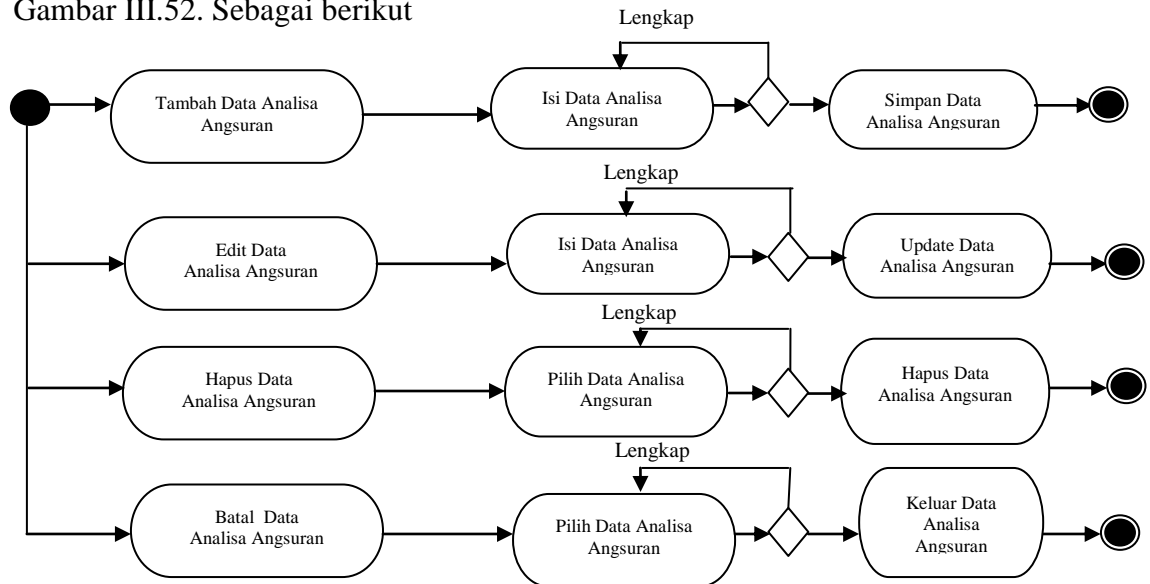 Gambar III.52. Sebagai berikut
Lengkap
Tambah Data Analisa
Angsuran
Isi Data Analisa
Angsuran
Simpan Data
Analisa Angsuran
Lengkap
Edit Data
Analisa Angsuran
Isi Data Analisa
Angsuran
Update Data
Analisa Angsuran
Lengkap
Hapus Data
Analisa Angsuran
Pilih Data Analisa
Angsuran
Hapus Data
Analisa Angsuran
Lengkap
Batal Data
Analisa Angsuran
Pilih Data Analisa
Angsuran
Keluar Data
Analisa
Angsuran